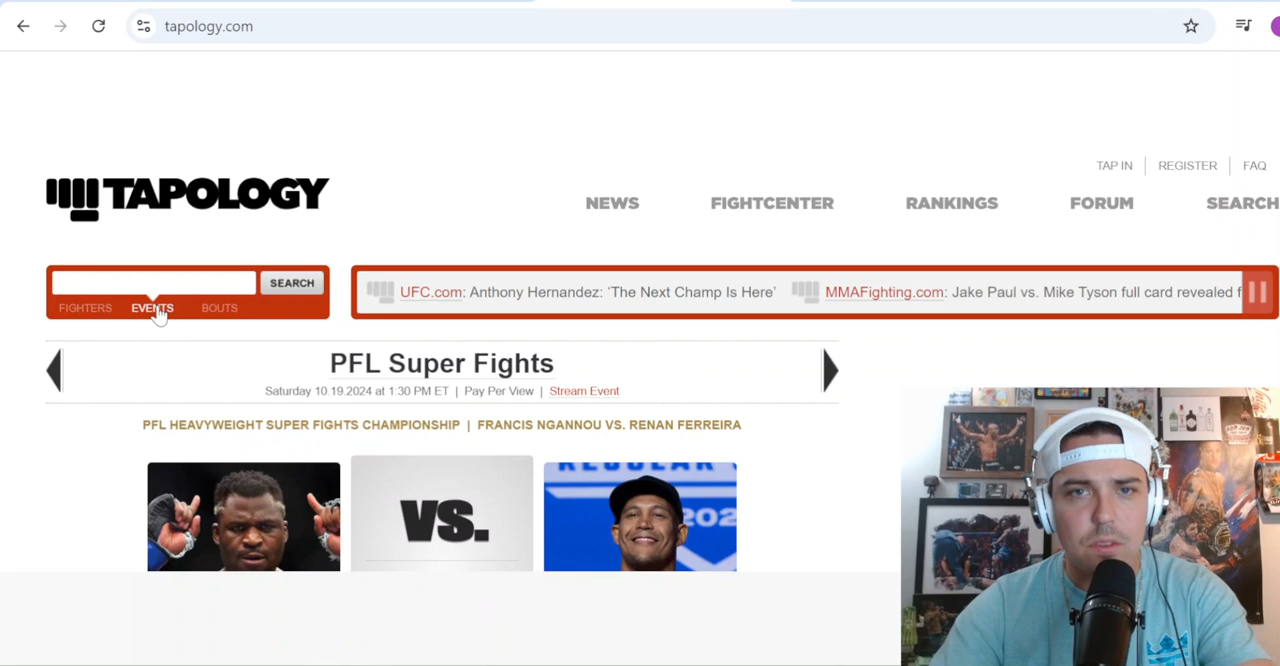 tapology.com
TAP IN
REGISTER
FAQ
TAPOLOGY
NEWS
FIGHTCENTER
RANKINGS
FORUM
SEARCH
SEARCH
FIGHTERS
EVENTS
BOUTS
UFC.com: Anthony Hernandez: ‘The Next Champ Is Here’
MMAFighting.com: Jake Paul vs. Mike Tyson full card revealed f
PFL Super Fights
Saturday 10.19.2024 at 1:30 PM ET | Pay Per View | Stream Event
PFL HEAVYWEIGHT SUPER FIGHTS CHAMPIONSHIP | FRANCIS NGANNOU VS. RENAN FERREIRA
VS.
REGULAR
202